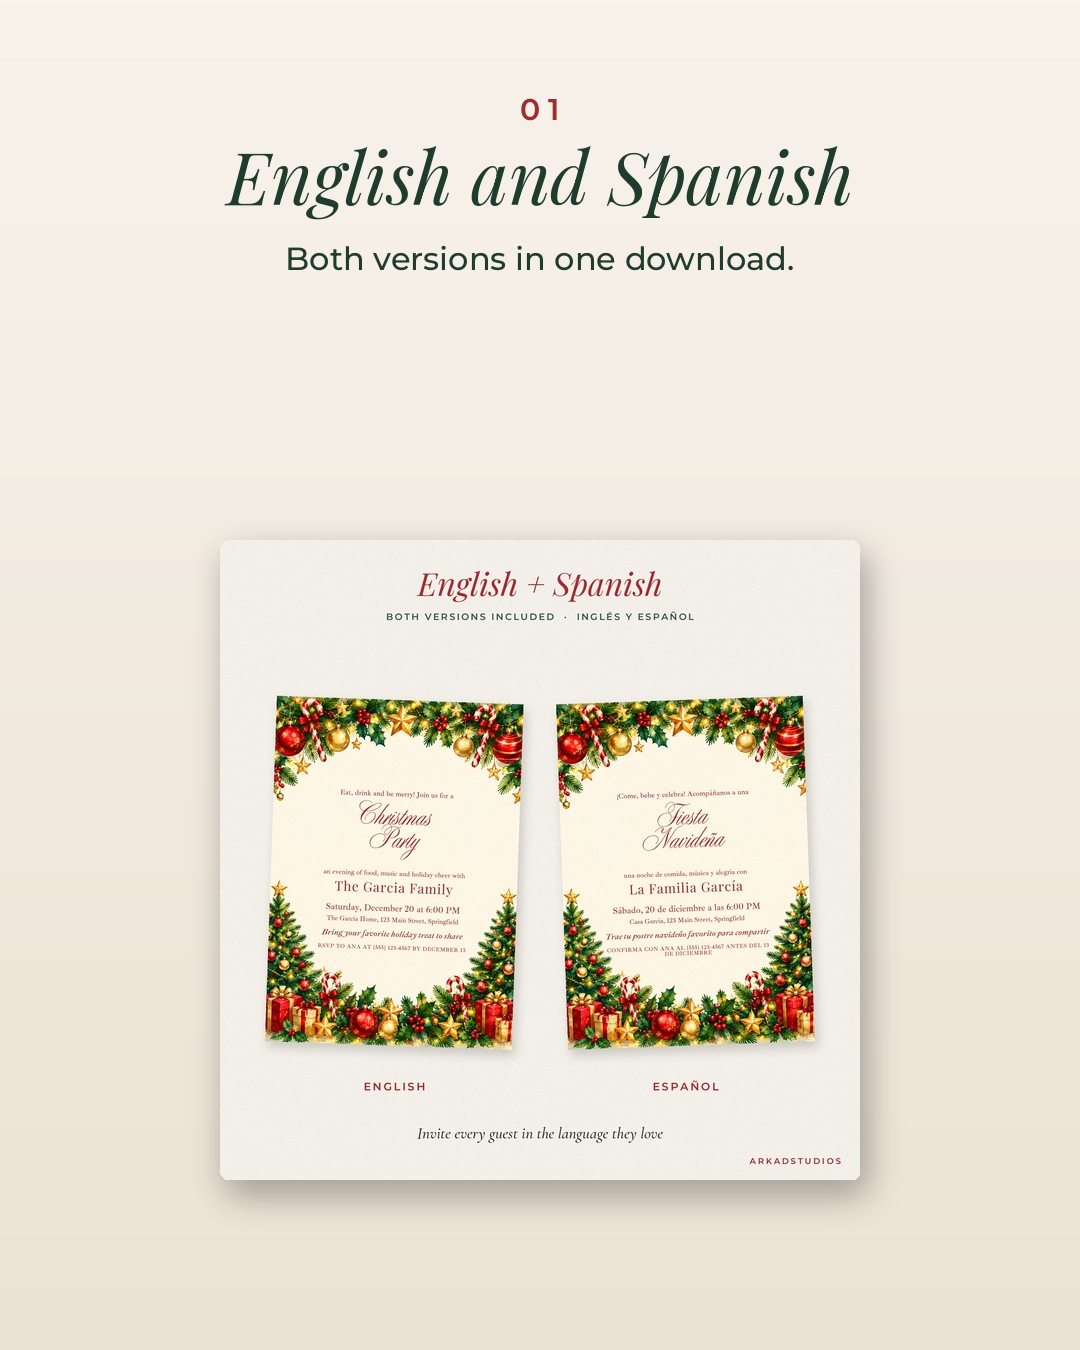 01
English and Spanish
Both versions in one download.
English + Spanish
BOTH VERSIONS INCLUDED · INGLÉS Y ESPAÑOL
Eat, drink and be merry! Join us for a
Christmas
Party
an evening of food, music and holiday cheer with
The Garcia Family
Saturday, December 20 at 6:00 PM
The Garcia Home, 123 Main Street, Springfield
Bring your favorite holiday treat to share
RSVP TO ANA AT (555) 123-4567 BY DECEMBER 13
¡Come, bebe y celebra! Acompáñanos a una
Fiesta
Navideña
una noche de comida, música y alegría con
La Familia García
Sábado, 20 de diciembre a las 6:00 PM
Casa García, 123 Main Street, Springfield
Trae tu postre navideño favorito para compartir
CONFIRMA CON ANA AL (555) 123-4567 ANTES DEL 13
DE DICIEMBRE
ENGLISH
ESPAÑOL
Invite every guest in the language they love
ARKADSTUDIOS